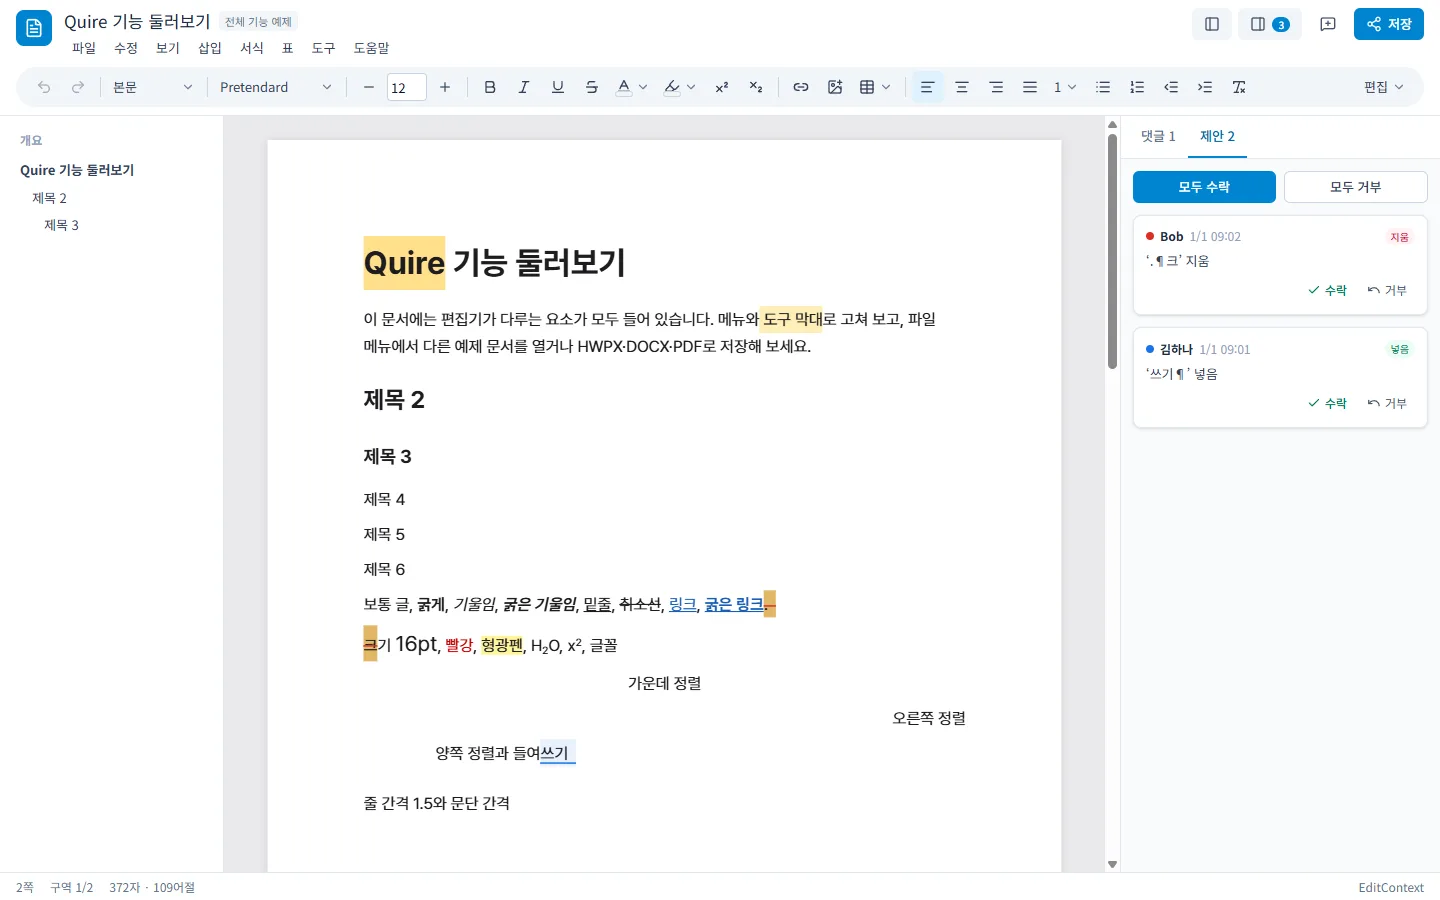 Quire 기능 둘러보기 전체 기능 예제
파일 수정 보기 삽입 서식 표 도구 도움말
3
저장
본문 Pretendard 12 B I U S A x² x₂ 1 편집
개요
Quire 기능 둘러보기
제목 2
제목 3
Quire 기능 둘러보기
이 문서에는 편집기가 다루는 요소가 모두 들어 있습니다. 메뉴와 도구 막대로 고쳐 보고, 파일
메뉴에서 다른 예제 문서를 열거나 HWPX·DOCX·PDF로 저장해 보세요.
제목 2
제목 3
제목 4
제목 5
제목 6
보통 글, 굵게, 기울임, 굵은 기울임, 밑줄, 취소선, 링크, 굵은 링크.
크기 16pt, 빨강, 형광펜, H₂O, x², 글꼴
가운데 정렬
오른쪽 정렬
양쪽 정렬과 들여쓰기
줄 간격 1.5와 문단 간격
댓글 1 제안 2
모두 수락 모두 거부
Bob 1/1 09:02 지움
‘.¶크’ 지움
수락 거부
김하나 1/1 09:01 넣음
‘쓰기¶’ 넣음
수락 거부
2쪽 구역 1/2 372자 · 109어절
EditContext